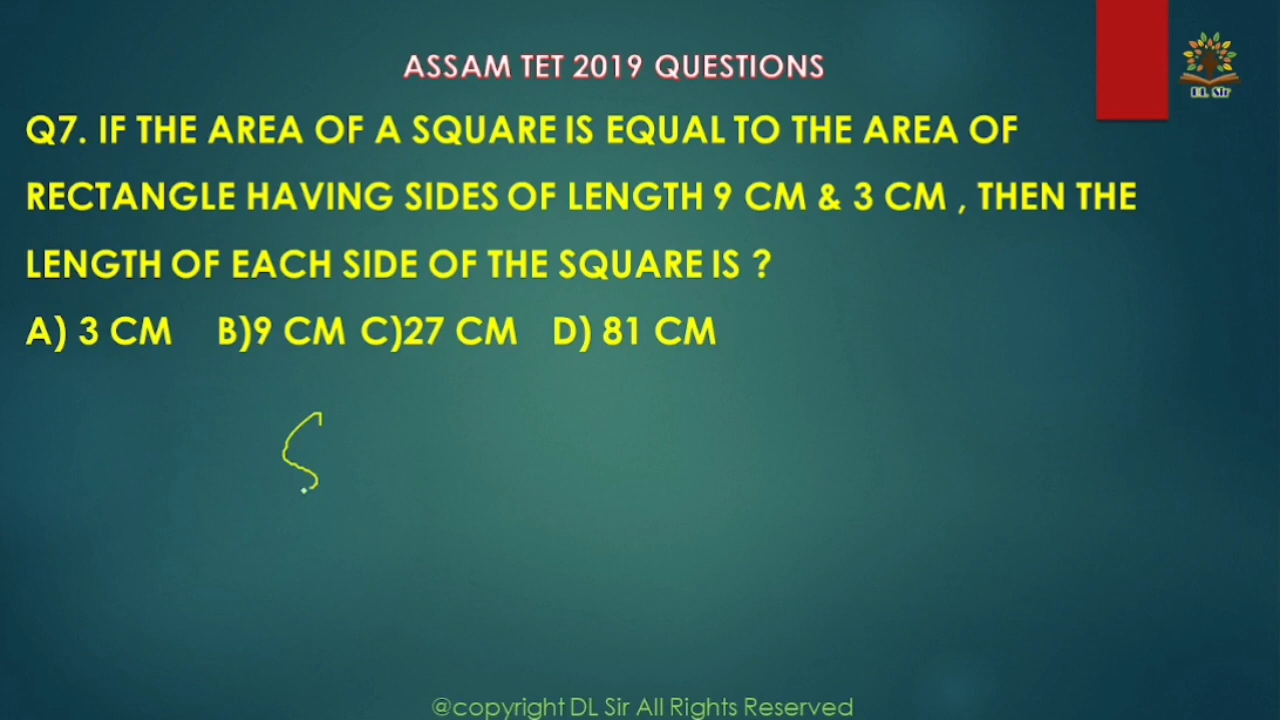 ASSAM TET 2019 QUESTIONS
DL Sir
Q7. IF THE AREA OF A SQUARE IS EQUAL TO THE AREA OF
RECTANGLE HAVING SIDES OF LENGTH 9 CM & 3 CM , THEN THE
LENGTH OF EACH SIDE OF THE SQUARE IS ?
A) 3 CM B)9 CM C)27 CM D) 81 CM
S
@copyright DL Sir All Rights Reserved